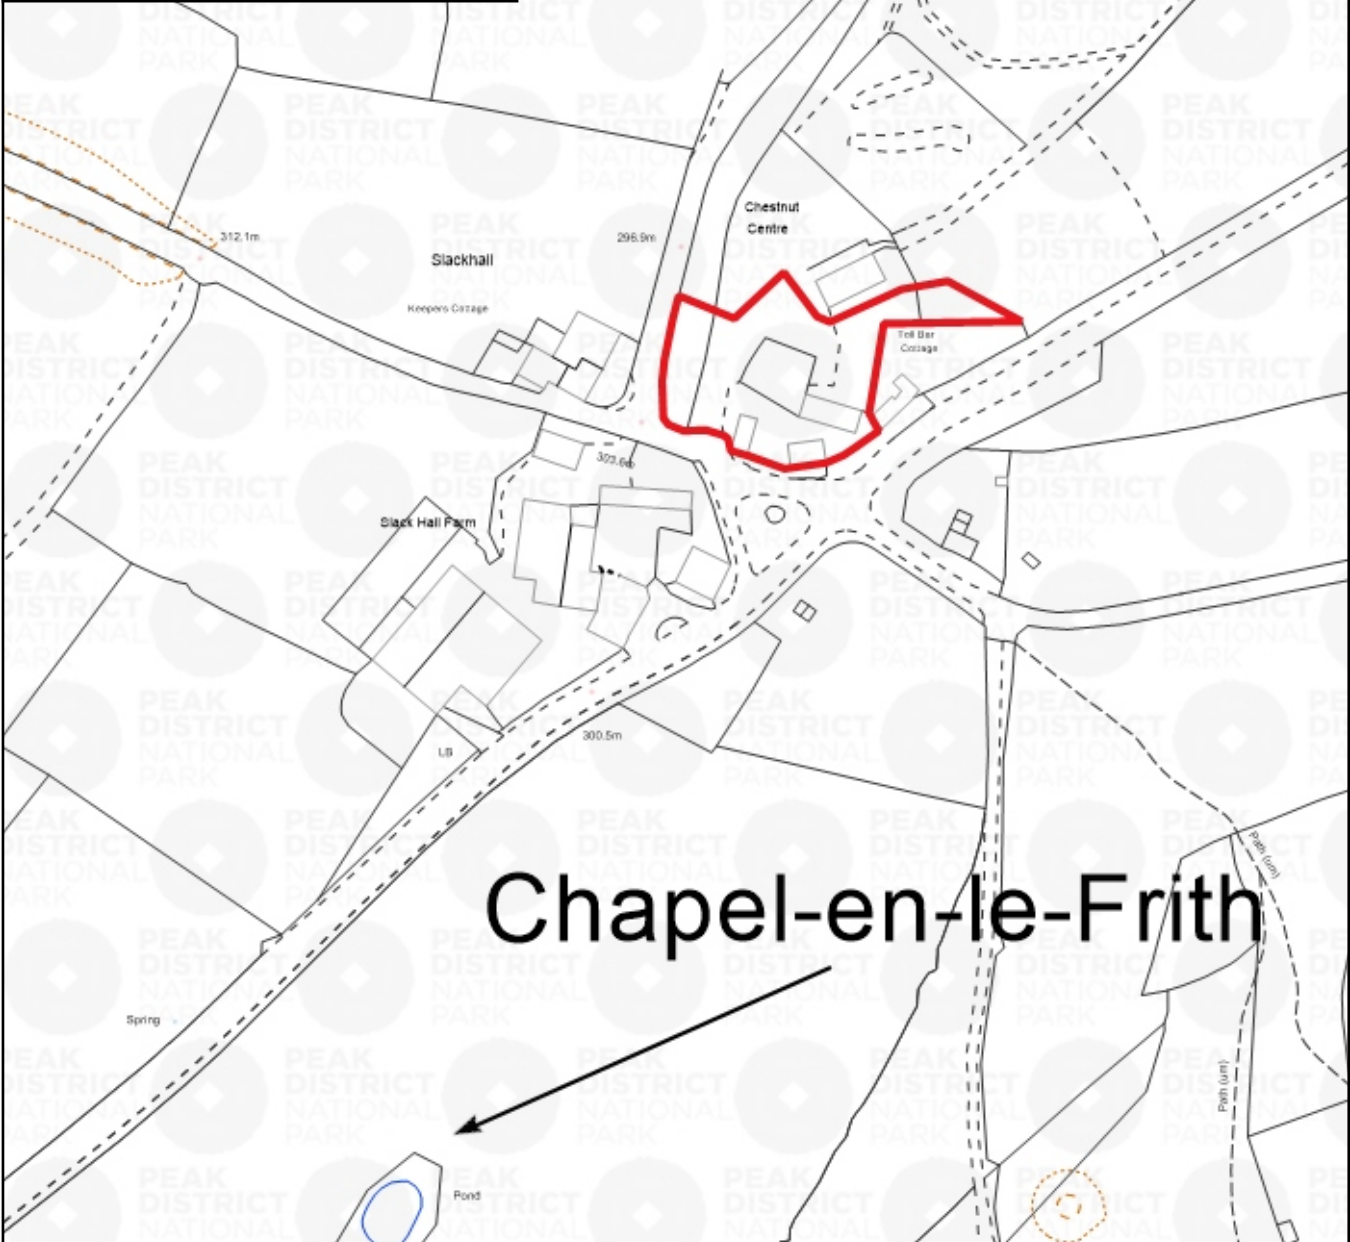 Chestnut
Centre
312.1m
296.9m
Slackhall
Keepers Cottage
Toll Bar
Cottage
303.6m
Slack Hall Farm
300.5m
LB
Chapel-en-le-Frith
Path (um)
Spring
Path (um)
Pond
PEAK
DISTRICT
NATIONAL
PARK